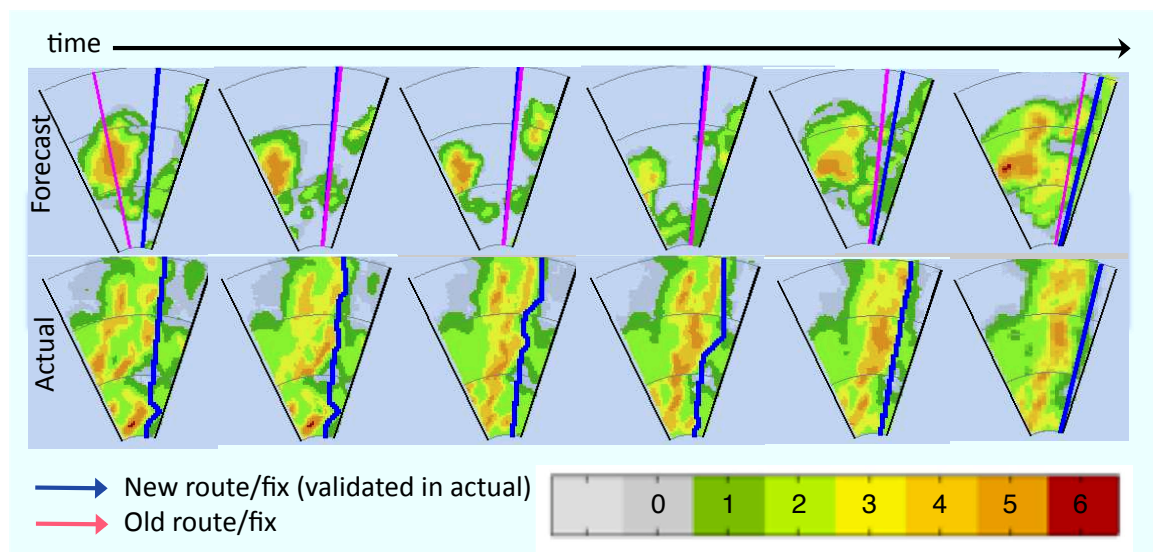 time
Forecast
Actual
New route/fix (validated in actual)
Old route/fix
0 1 2 3 4 5 6